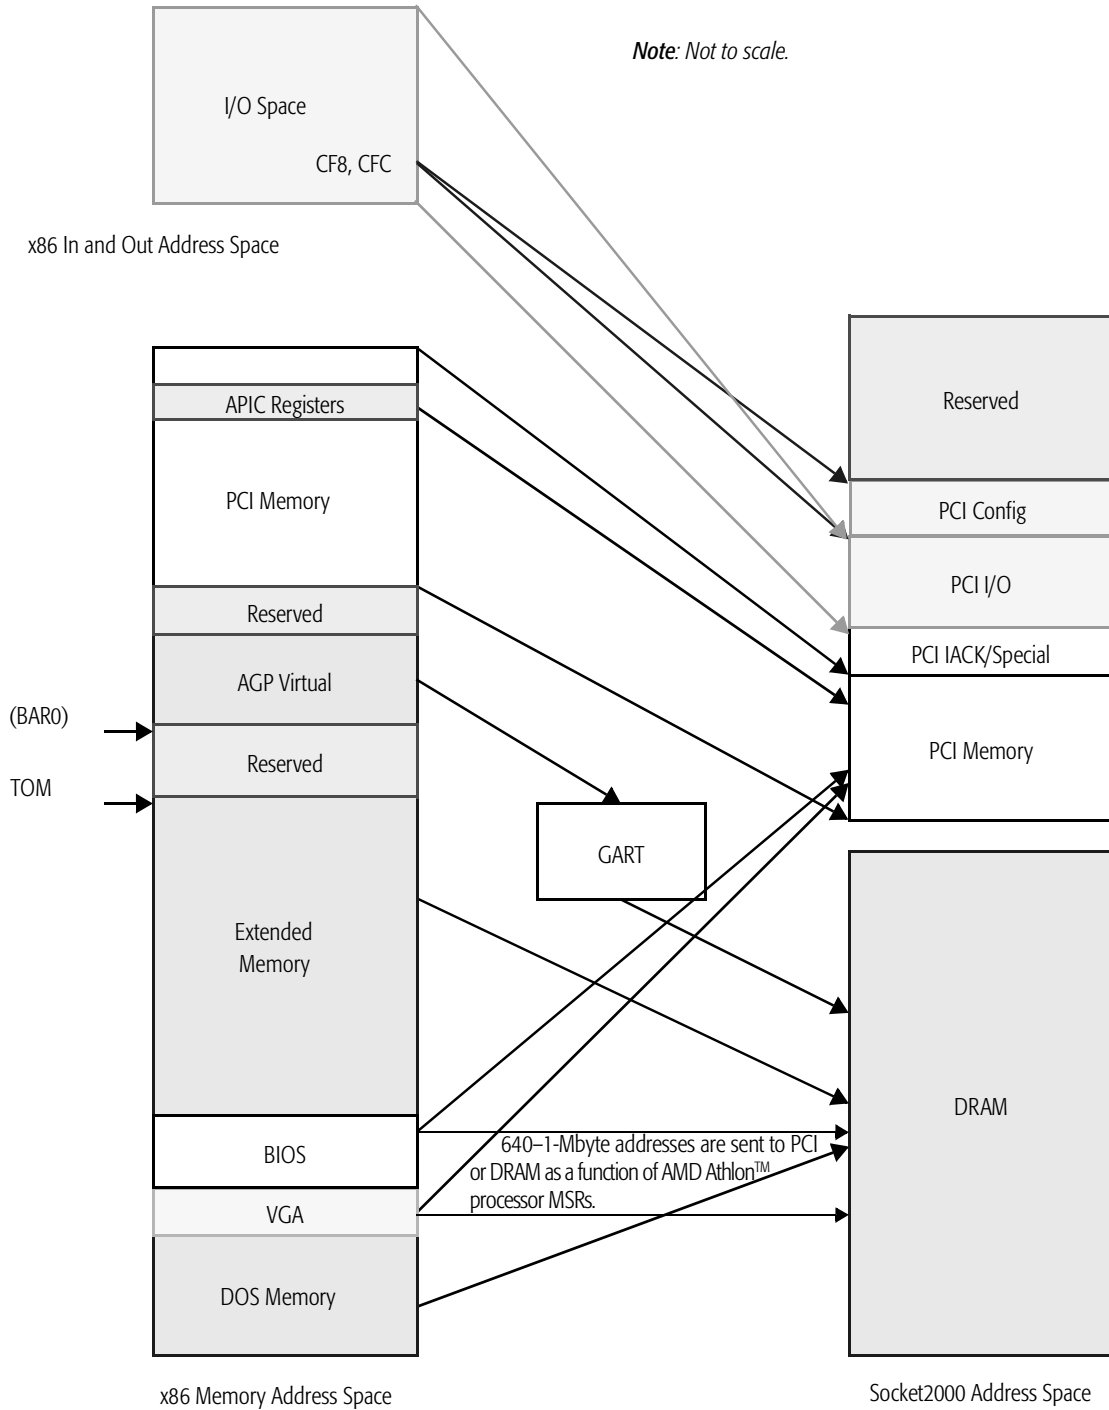 Note: Not to scale.
I/O Space
CF8, CFC
x86 In and Out Address Space
APIC Registers
PCI Memory
Reserved
AGP Virtual
(BAR0)
Reserved
TOM
Extended
Memory
BIOS
VGA
DOS Memory
x86 Memory Address Space
GART
640–1-Mbyte addresses are sent to PCI
or DRAM as a function of AMD Athlon™
processor MSRs.
Reserved
PCI Config
PCI I/O
PCI IACK/Special
PCI Memory
DRAM
Socket2000 Address Space